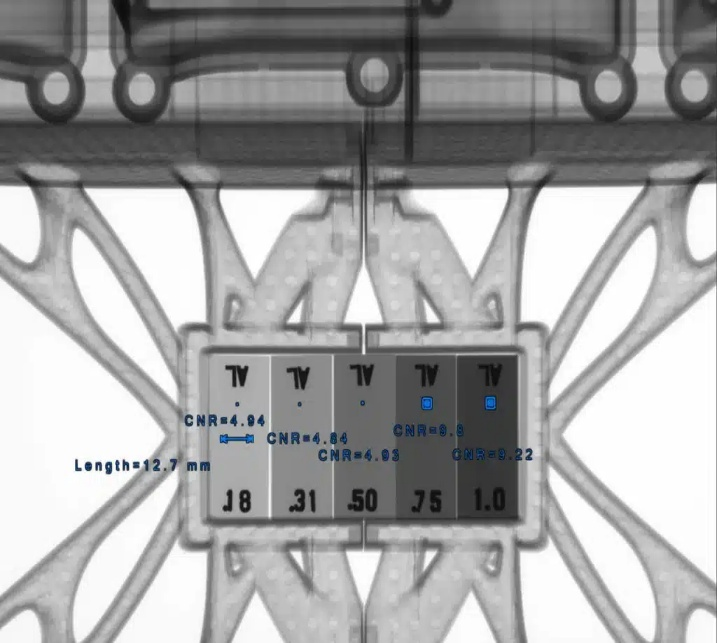 AL AL AL AL AL
CNR=4.94
CNR=4.84
CNR=4.93
CNR=9.8
CNR=9.22
Length=12.7 mm
.18 .31 .50 .75 1.0